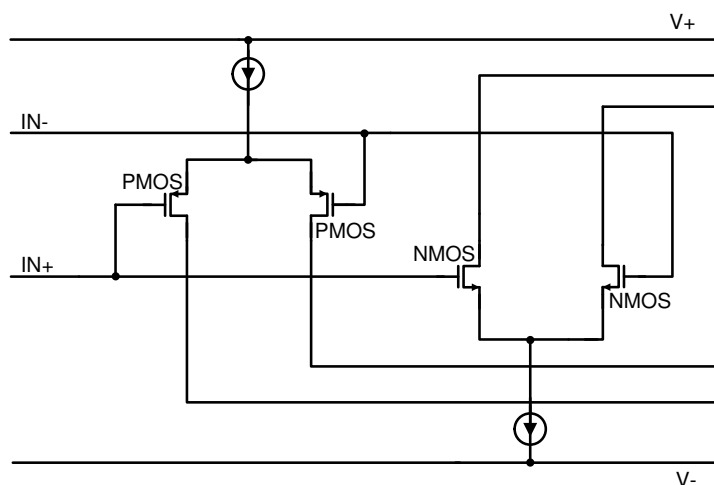 V+
IN-
PMOS
PMOS
NMOS
IN+
NMOS
V-